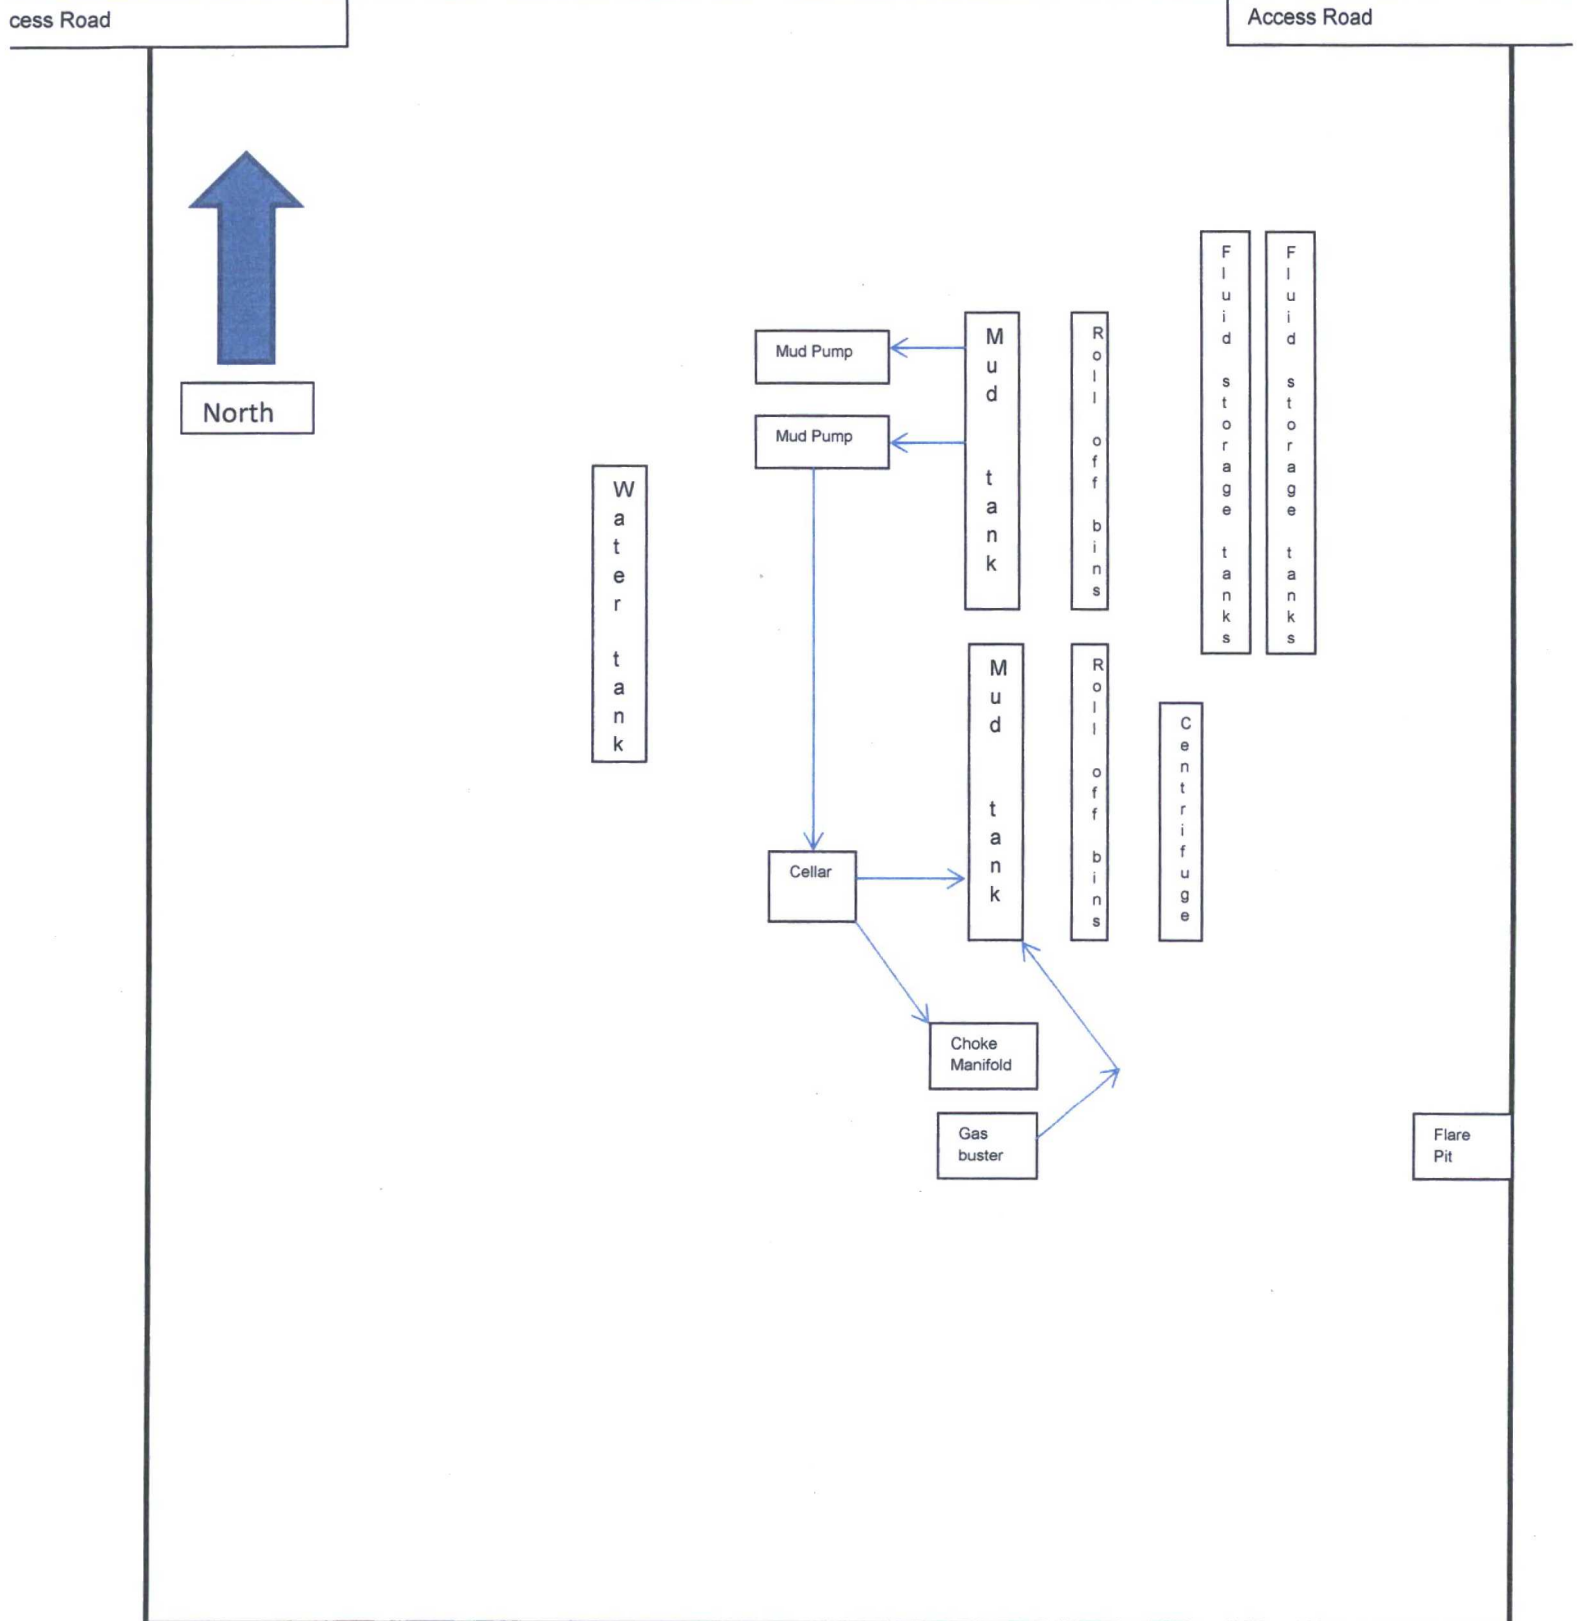 cess Road
Access Road
North
Fluid storage tanks
Fluid storage tanks
Mud Pump
Mud tank
Roll off bins
Mud Pump
Water tank
Mud tank
Roll off bins
Centrifuge
Cellar
Choke
Manifold
Gas
buster
Flare
Pit